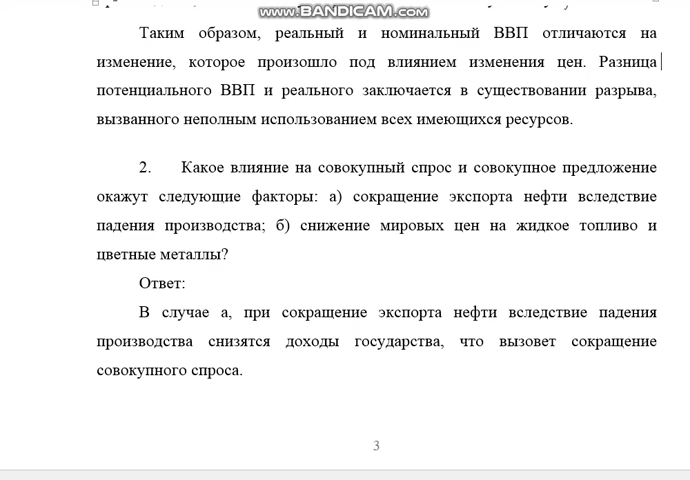 www.BANDICAM.com
Таким образом, реальный и номинальный ВВП отличаются на
изменение, которое произошло под влиянием изменения цен. Разница
потенциального ВВП и реального заключается в существовании разрыва,
вызванного неполным использованием всех имеющихся ресурсов.
2. Какое влияние на совокупный спрос и совокупное предложение
окажут следующие факторы: а) сокращение экспорта нефти вследствие
падения производства; б) снижение мировых цен на жидкое топливо и
цветные металлы?
Ответ:
В случае а, при сокращение экспорта нефти вследствие падения
производства снизятся доходы государства, что вызовет сокращение
совокупного спроса.
3